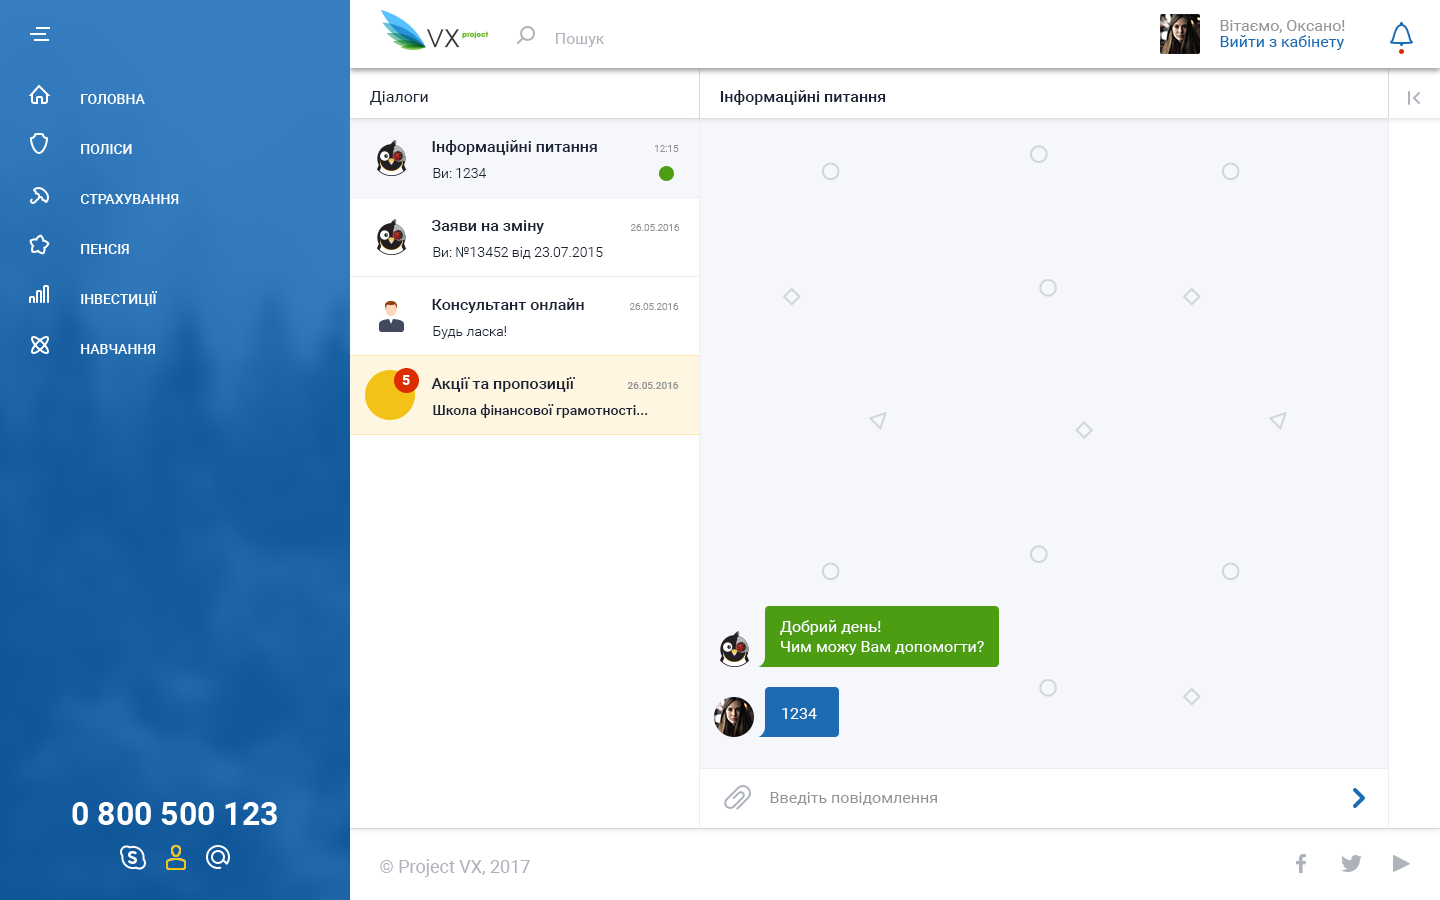 ГОЛОВНА
ПОЛІСИ
СТРАХУВАННЯ
ПЕНСІЯ
ІНВЕСТИЦІЇ
НАВЧАННЯ
0 800 500 123
VX project
Пошук
Вітаємо, Оксано!
Вийти з кабінету
Діалоги
Інформаційні питання
12:15
Ви: 1234
Заяви на зміну
26.05.2016
Ви: №13452 від 23.07.2015
Консультант онлайн
26.05.2016
Будь ласка!
5
Акції та пропозиції
26.05.2016
Школа фінансової грамотності...
Інформаційні питання
Добрий день!
Чим можу Вам допомогти?
1234
Введіть повідомлення
© Project VX, 2017